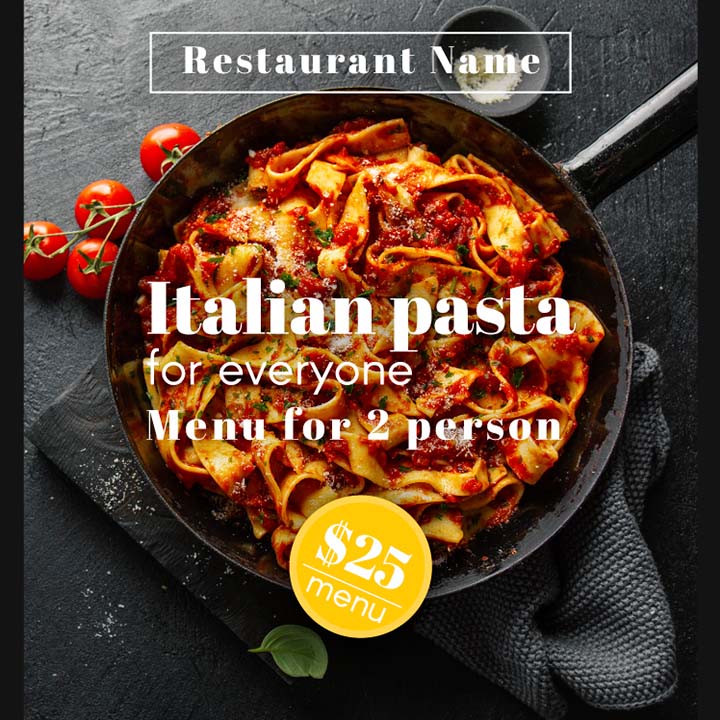 Restaurant Name
Italian pasta
for everyone
Menu for 2 person
$25
menu